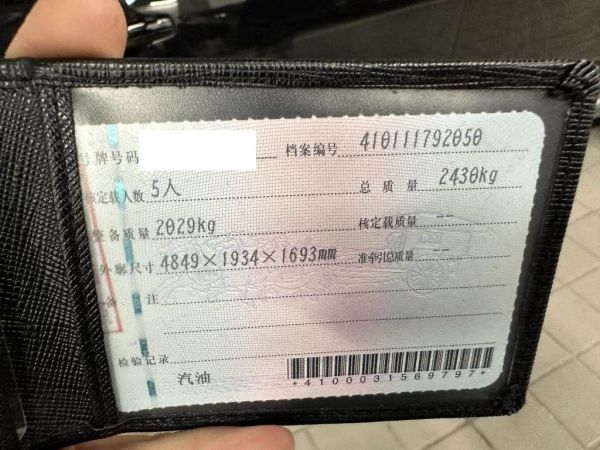 号牌号码 档案编号 410111792050
核定载人数 5人 总质量 2430kg
整备质量 2029kg 核定载质量 --
外廓尺寸 4849×1934×1693mm 准牵引总质量 --
备注
检验记录
汽油 *4100031569797*